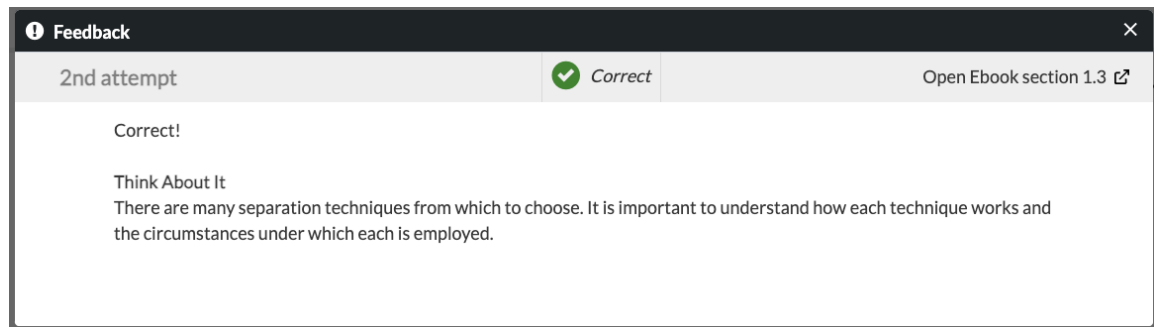 Feedback
2nd attempt
Correct
Open Ebook section 1.3
Correct!
Think About It
There are many separation techniques from which to choose. It is important to understand how each technique works and
the circumstances under which each is employed.